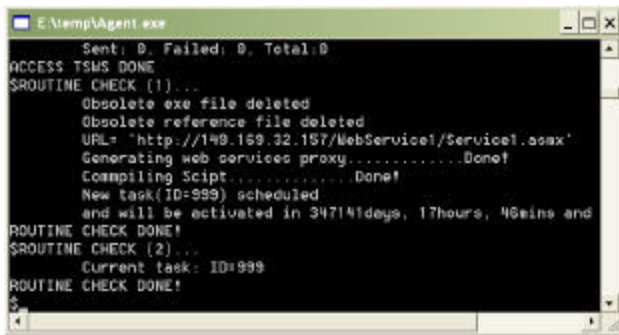 E:\temp\Agent.exe
Sent: 0, Failed: 0, Total:0
ACCESS TSWS DONE
$ROUTINE CHECK (1)...
Obsolete exe file deleted
Obsolete reference file deleted
URL= 'http://149.169.32.157/WebService1/Service1.asmx'
Generating web services proxy.............Done!
Commpiling Scipt..............Done!
New task(ID=999) scheduled
and will be activated in 347141days, 17hours, 46mins and
ROUTINE CHECK DONE!
$ROUTINE CHECK (2)...
Current task: ID=999
ROUTINE CHECK DONE!
$_